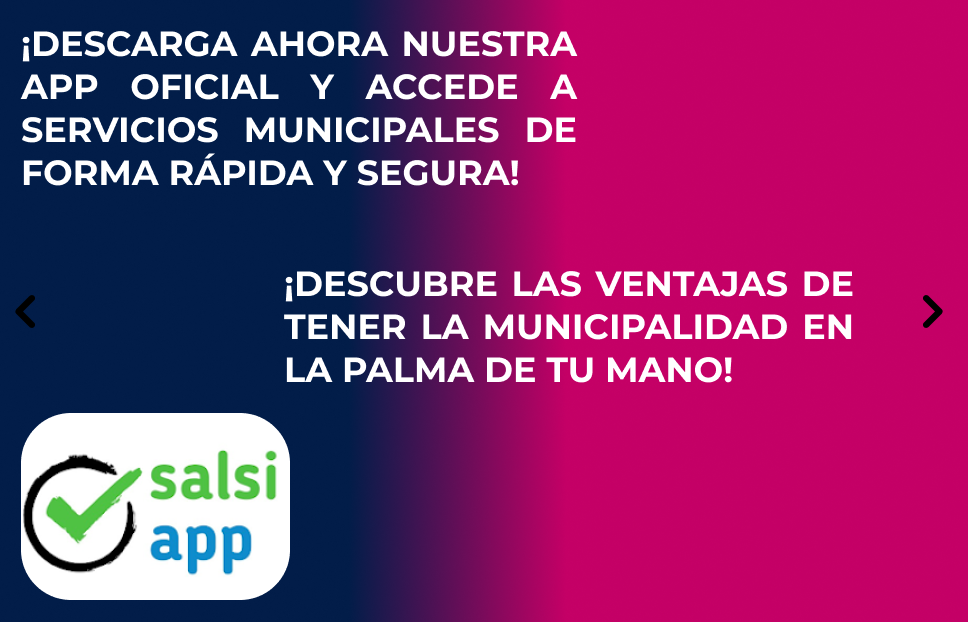 ¡DESCARGA AHORA NUESTRA
APP OFICIAL Y ACCEDE A
SERVICIOS MUNICIPALES DE
FORMA RÁPIDA Y SEGURA!
¡DESCUBRE LAS VENTAJAS DE
TENER LA MUNICIPALIDAD EN
LA PALMA DE TU MANO!
salsi
app